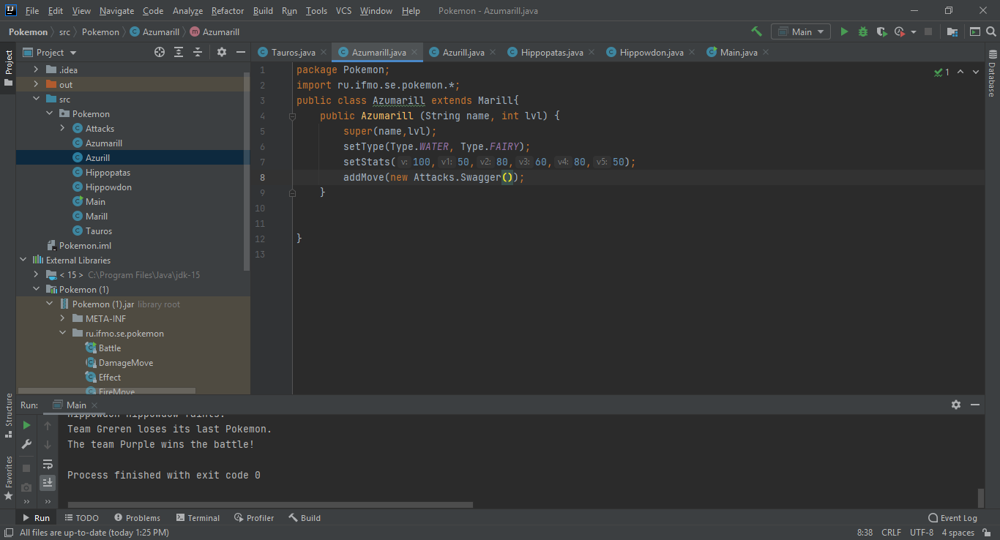 File Edit View Navigate Code Analyze Refactor Build Run Tools VCS Window Help Pokemon - Azumarill.java
Pokemon src Pokemon Azumarill Azumarill Main
Project
Project
Tauros.java Azumarill.java Azurill.java Hippopatas.java Hippowdon.java Main.java
.idea
out
src
Pokemon
Attacks
Azumarill
Azurill
Hippopatas
Hippowdon
Main
Marill
Tauros
Pokemon.iml
External Libraries
< 15 > C:\Program Files\Java\jdk-15
Pokemon (1)
Pokemon (1).jar library root
META-INF
ru.ifmo.se.pokemon
Battle
DamageMove
Effect
FireMove
1 package Pokemon;
2 import ru.ifmo.se.pokemon.*;
3 public class Azumarill extends Marill{
4 public Azumarill (String name, int lvl) {
5 super(name,lvl);
6 setType(Type.WATER, Type.FAIRY);
7 setStats( v: 100, v1: 50, v2: 80, v3: 60, v4: 80, v5: 50);
8 addMove(new Attacks.Swagger());
9 }
10
11
12 }
13
1
Database
Structure
Favorites
Run: Main
Team Greren loses its last Pokemon.
The team Purple wins the battle!
Process finished with exit code 0
Run TODO Problems Terminal Profiler Build Event Log
All files are up-to-date (today 1:25 PM) 8:38 CRLF UTF-8 4 spaces